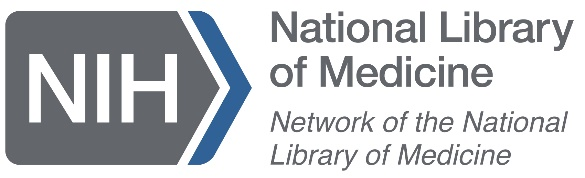 NIH
National Library
of Medicine
Network of the National
Library of Medicine